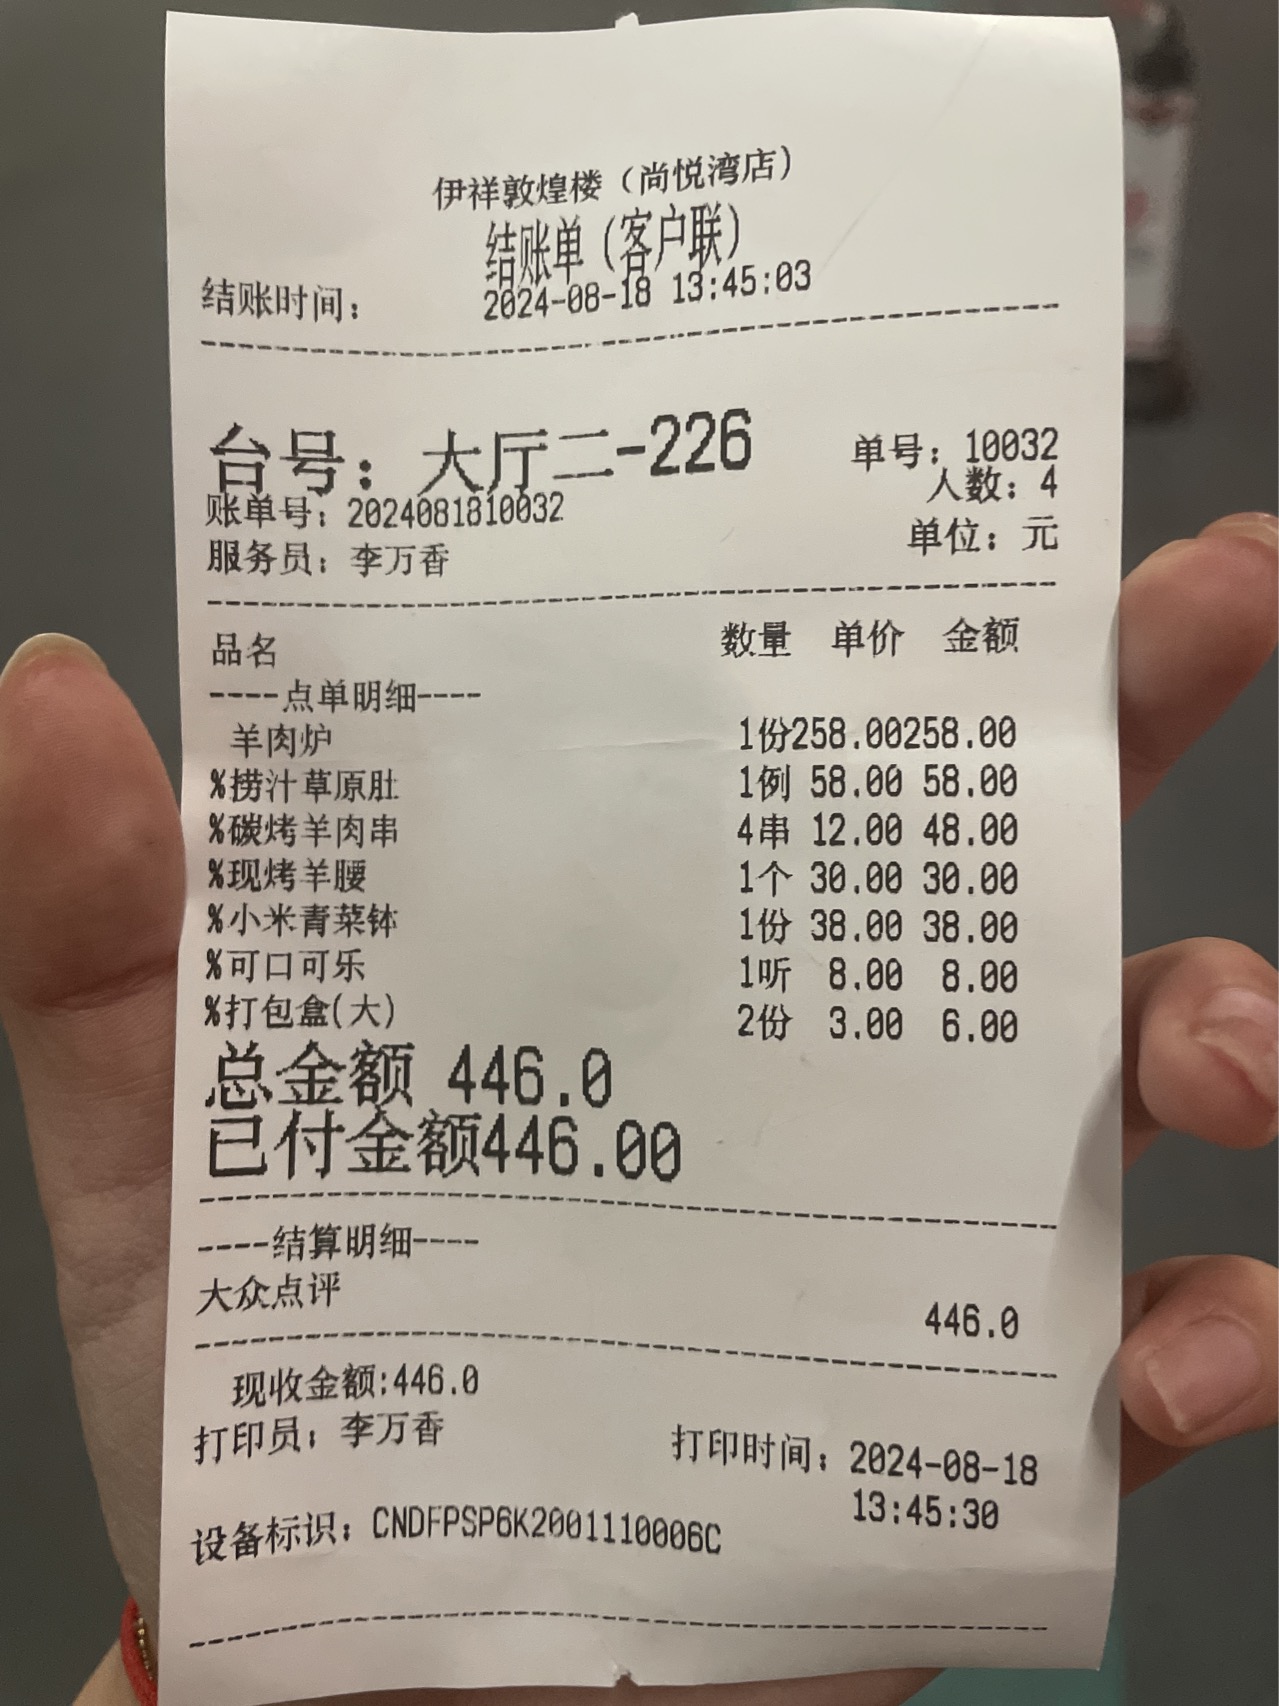 伊祥敦煌楼（尚悦湾店）
结账单（客户联）
结账时间： 2024-08-18 13:45:03
台号：大厅二-226 单号：10032
人数：4
账单号：2024081810032
单位：元
服务员：李万香
品名 数量 单价 金额
----点单明细----
羊肉炉 1份258.00258.00
%捞汁草原肚 1例 58.00 58.00
%碳烤羊肉串 4串 12.00 48.00
%现烤羊腰 1个 30.00 30.00
%小米青菜钵 1份 38.00 38.00
%可口可乐 1听 8.00 8.00
%打包盒(大) 2份 3.00 6.00
总金额 446.0
已付金额446.00
----结算明细----
大众点评 446.0
现收金额:446.0
打印员：李万香 打印时间：2024-08-18
13:45:30
设备标识：CNDFPSP6K2001110006C